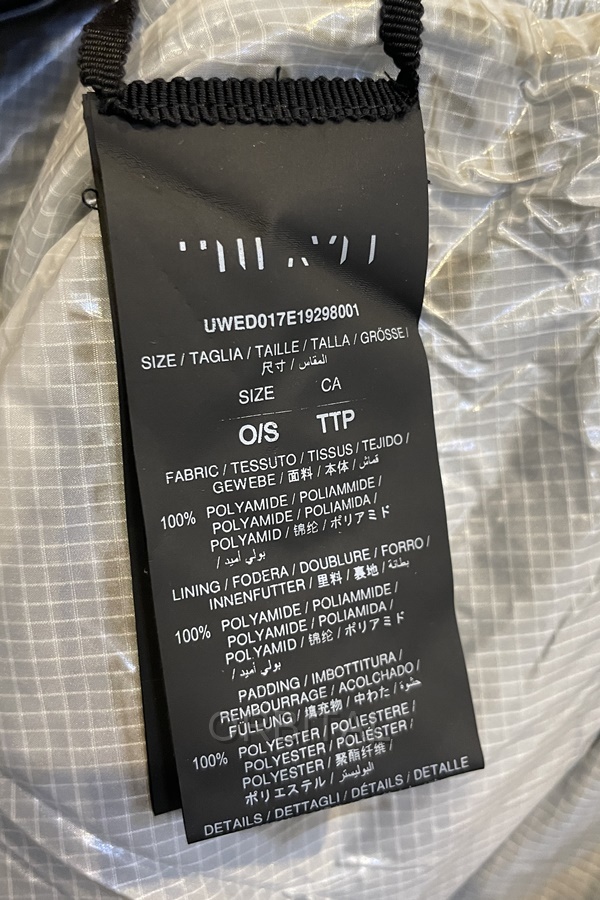 UWED017E19298001
SIZE / TAGLIA / TAILLE / TALLA / GRÖSSE /
尺寸 / المقاس
SIZE CA
O/S TTP
FABRIC / TESSUTO / TISSUS / TEJIDO /
GEWEBE / 面料 / 本体 / قماش
100% POLYAMIDE / POLIAMMIDE /
POLYAMIDE / POLIAMIDA /
POLYAMID / 锦纶 / ポリアミド
/ بولي أميد
LINING / FODERA / DOUBLURE / FORRO /
INNENFUTTER / 里料 / 裏地 / بطانة
100% POLYAMIDE / POLIAMMIDE /
POLYAMIDE / POLIAMIDA /
POLYAMID / 锦纶 / ポリアミド
/ بولي أميد
PADDING / IMBOTTITURA /
REMBOURRAGE / ACOLCHADO /
FÜLLUNG / 填充物 / 中わた / حشوة
100% POLYESTER / POLIESTERE /
POLYESTER / POLIÉSTER /
POLYESTER / 聚酯纤维 /
ポリエステル / البوليستر
DETAILS / DETTAGLI / DÉTAILS / DETALLE